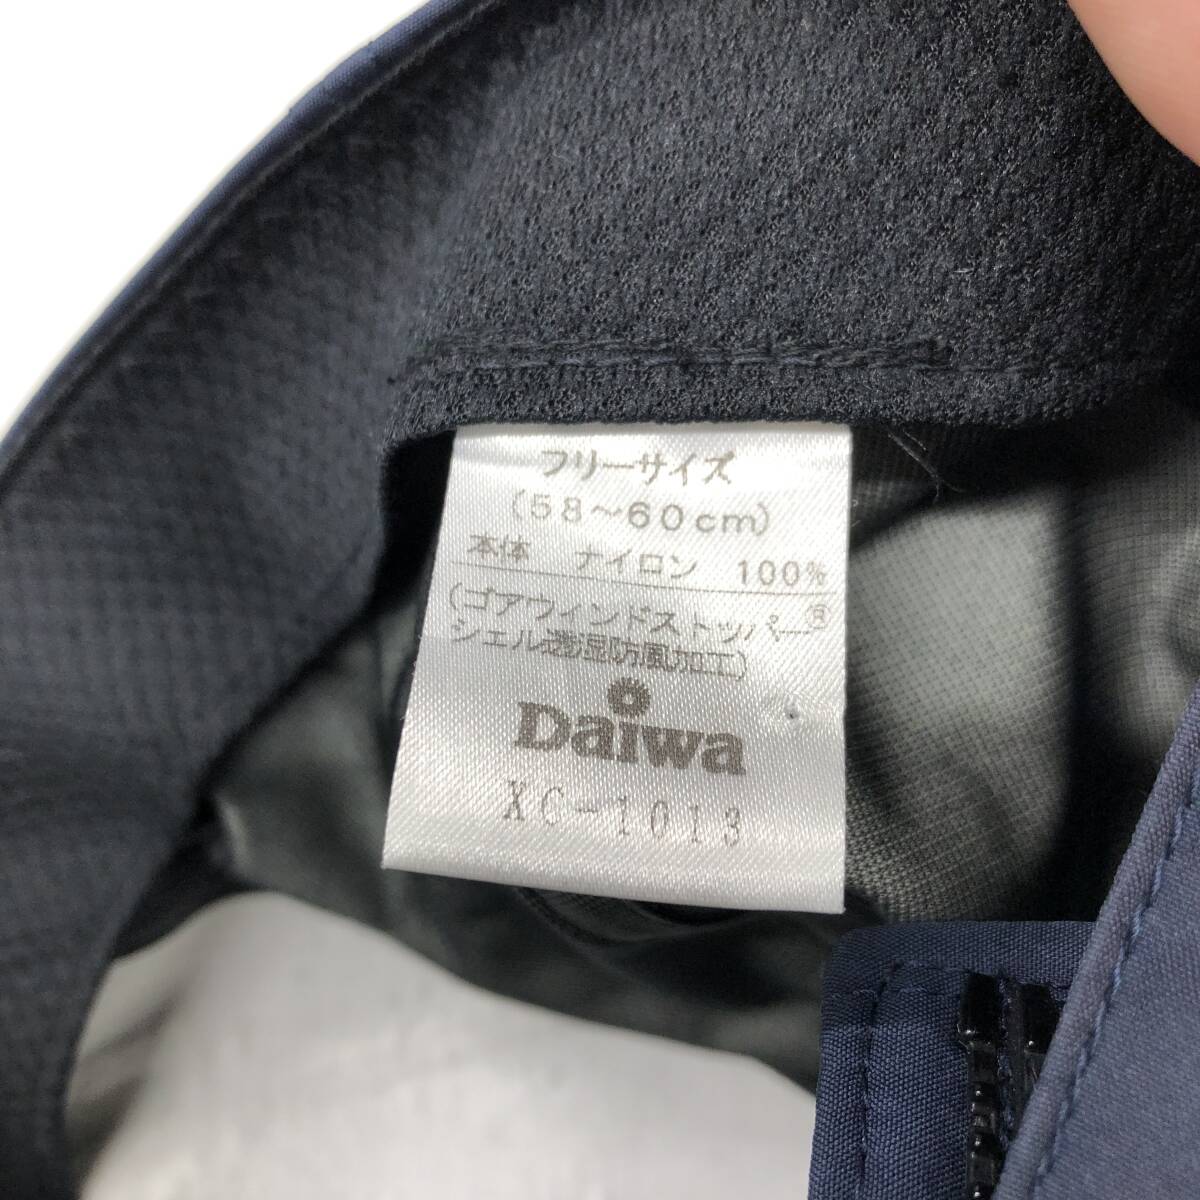 フリーサイズ
(58～60cm)
本体 ナイロン 100%
(ゴアウィンドストッパー®
シェル透湿防風加工)
Daiwa
XC-1013